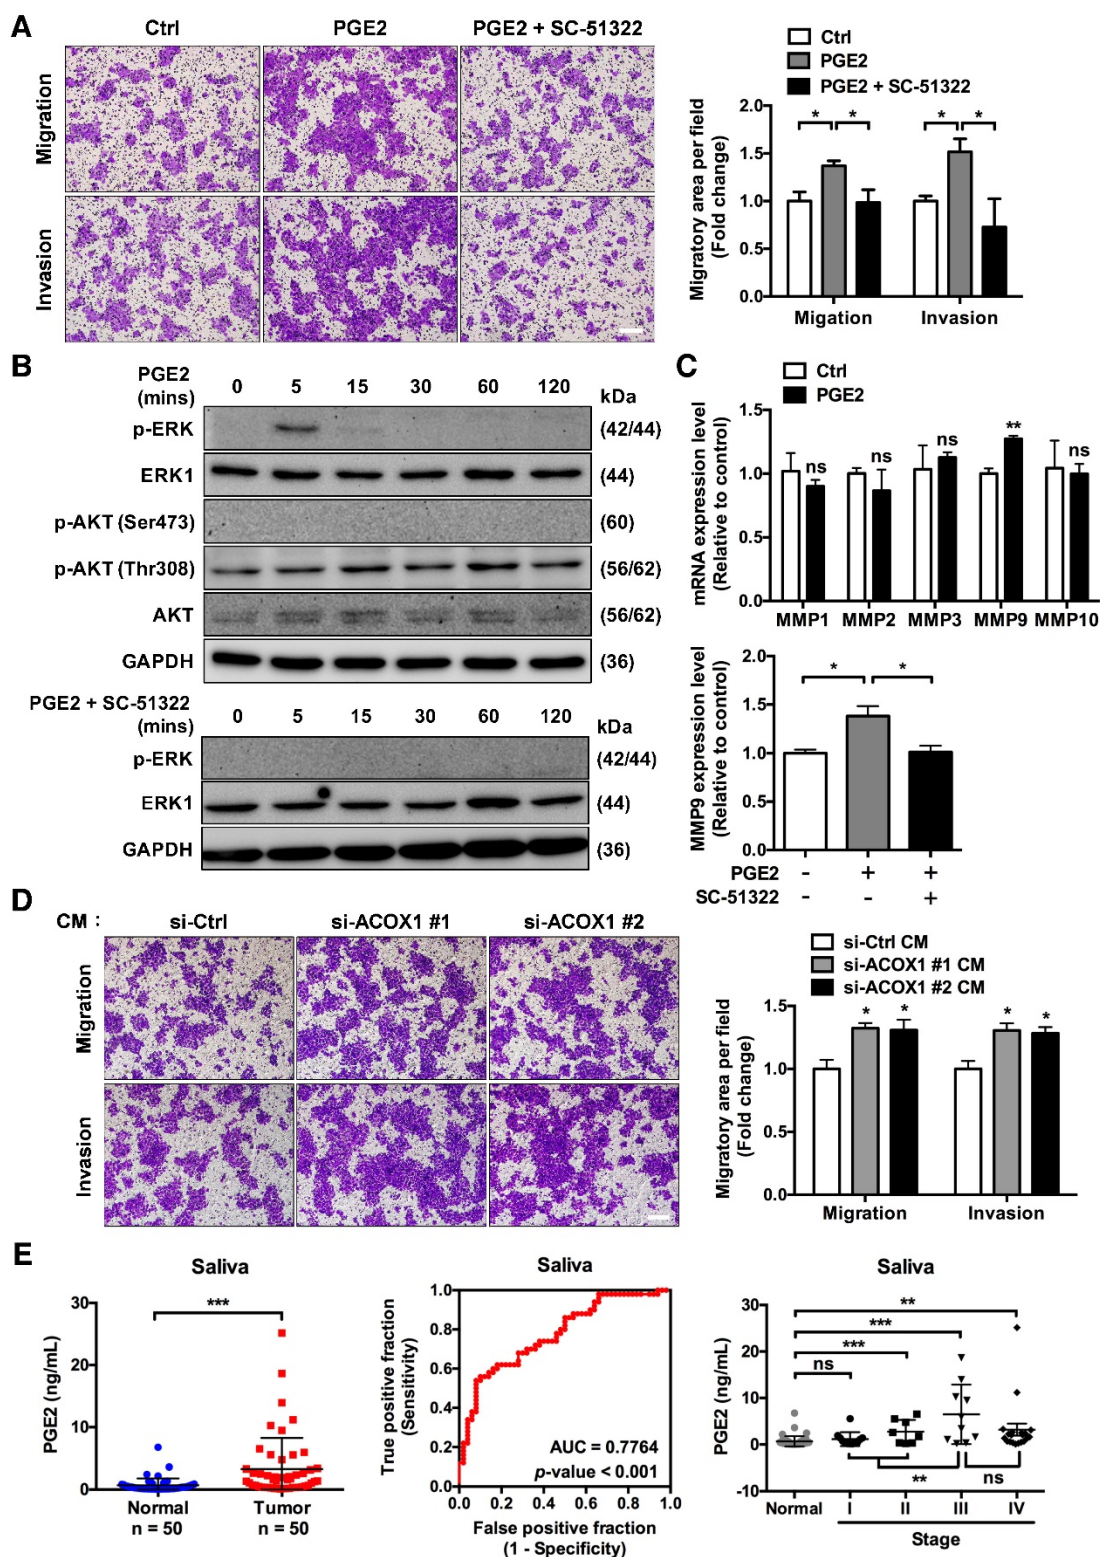 A
Ctrl
PGE2
PGE2 + SC-51322
Migration
Invasion
Ctrl
PGE2
PGE2 + SC-51322
Migratory area per field
(Fold change)
2.0
1.5
1.0
0.5
0.0
* * * *
Migation
Invasion
B
PGE2
(mins)
0 5 15 30 60 120
kDa
p-ERK
(42/44)
ERK1
(44)
p-AKT (Ser473)
(60)
p-AKT (Thr308)
(56/62)
AKT
(56/62)
GAPDH
(36)
PGE2 + SC-51322
(mins)
0 5 15 30 60 120
kDa
p-ERK
(42/44)
ERK1
(44)
GAPDH
(36)
C
Ctrl
PGE2
mRNA expression level
(Relative to control)
1.5
1.0
0.5
0.0
ns ns ns ** ns
MMP1 MMP2 MMP3 MMP9 MMP10
MMP9 expression level
(Relative to control)
2.0
1.5
1.0
0.5
0.0
* *
PGE2 - + +
SC-51322 - - +
D
CM :
si-Ctrl
si-ACOX1 #1
si-ACOX1 #2
Migration
Invasion
si-Ctrl CM
si-ACOX1 #1 CM
si-ACOX1 #2 CM
Migratory area per field
(Fold change)
1.5
1.0
0.5
0.0
* * * *
Migration
Invasion
E
Saliva
PGE2 (ng/mL)
30
20
10
0
***
Normal
n = 50
Tumor
n = 50
Saliva
True positive fraction
(Sensitivity)
1.0
0.8
0.6
0.4
0.2
0.0
AUC = 0.7764
p-value < 0.001
0.0 0.2 0.4 0.6 0.8 1.0
False positive fraction
(1 - Specificity)
Saliva
PGE2 (ng/mL)
30
20
10
0
-10
**
***
***
ns
**
ns
Normal I II III IV
Stage